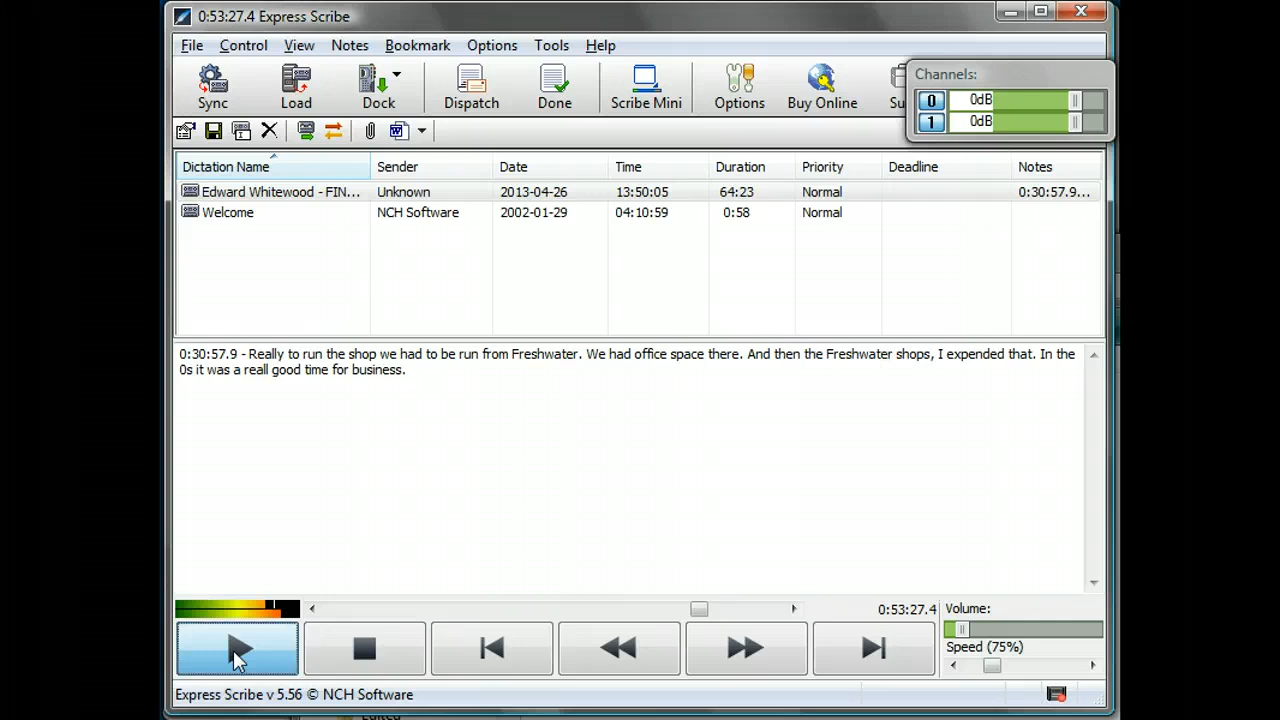 0:53:27.4 Express Scribe
File Control View Notes Bookmark Options Tools Help
Channels:
Sync Load Dock Dispatch Done Scribe Mini Options Buy Online Su
0 0dB
1 0dB
Dictation Name Sender Date Time Duration Priority Deadline Notes
Edward Whitewood - FIN... Unknown 2013-04-26 13:50:05 64:23 Normal 0:30:57.9...
Welcome NCH Software 2002-01-29 04:10:59 0:58 Normal
0:30:57.9 - Really to run the shop we had to be run from Freshwater. We had office space there. And then the Freshwater shops, I expended that. In the
0s it was a reall good time for business.
0:53:27.4 Volume:
Speed (75%)
Express Scribe v 5.56 © NCH Software